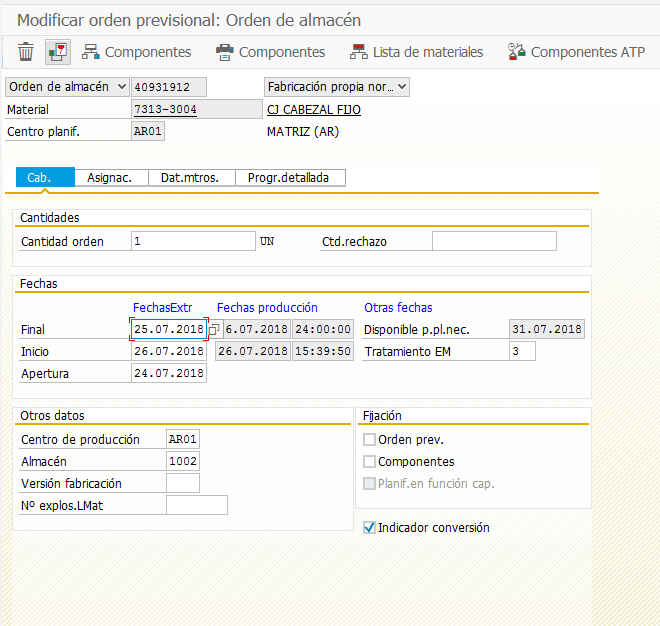 Modificar orden previsional: Orden de almacén
Componentes Componentes Lista de materiales Componentes ATP
Orden de almacén 40931912 Fabricación propia nor...
Material 7313-3004 CJ CABEZAL FIJO
Centro planif. AR01 MATRIZ (AR)
Cab. Asignac. Dat.mtros. Progr.detallada
Cantidades
Cantidad orden 1 UN Ctd.rechazo
Fechas
FechasExtr Fechas producción Otras fechas
Final 25.07.2018 6.07.2018 24:00:00 Disponible p.pl.nec. 31.07.2018
Inicio 26.07.2018 26.07.2018 15:39:50 Tratamiento EM 3
Apertura 24.07.2018
Otros datos Fijación
Centro de producción AR01 Orden prev.
Almacén 1002 Componentes
Versión fabricación Planif.en función cap.
Nº explos.LMat
Indicador conversión